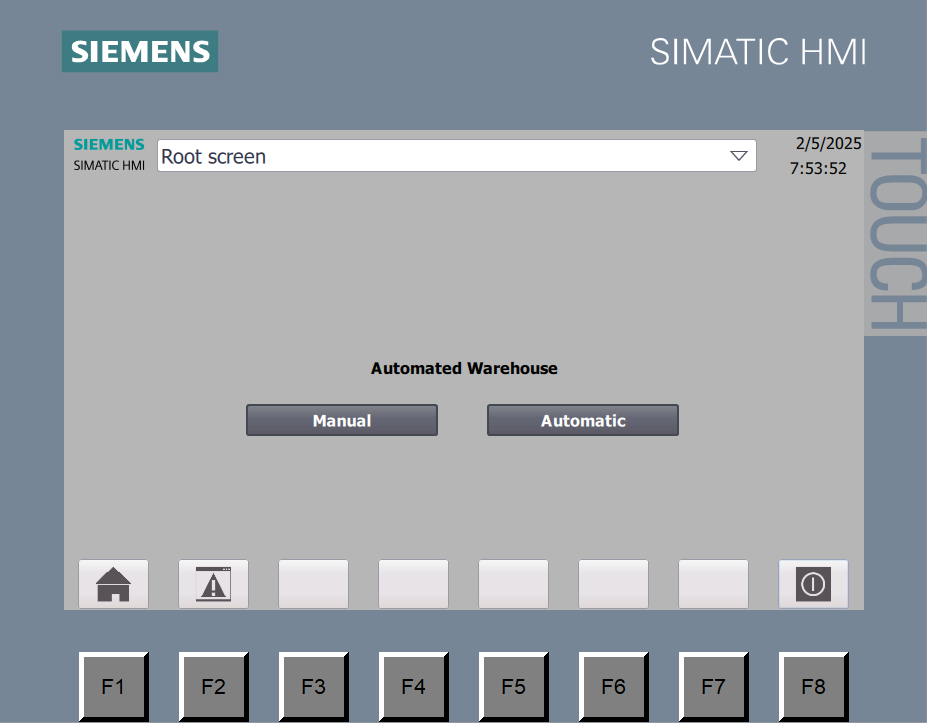 SIEMENS
SIMATIC HMI
SIEMENS
SIMATIC HMI
Root screen
2/5/2025
7:53:52
TOUCH
Automated Warehouse
Manual
Automatic
F1
F2
F3
F4
F5
F6
F7
F8